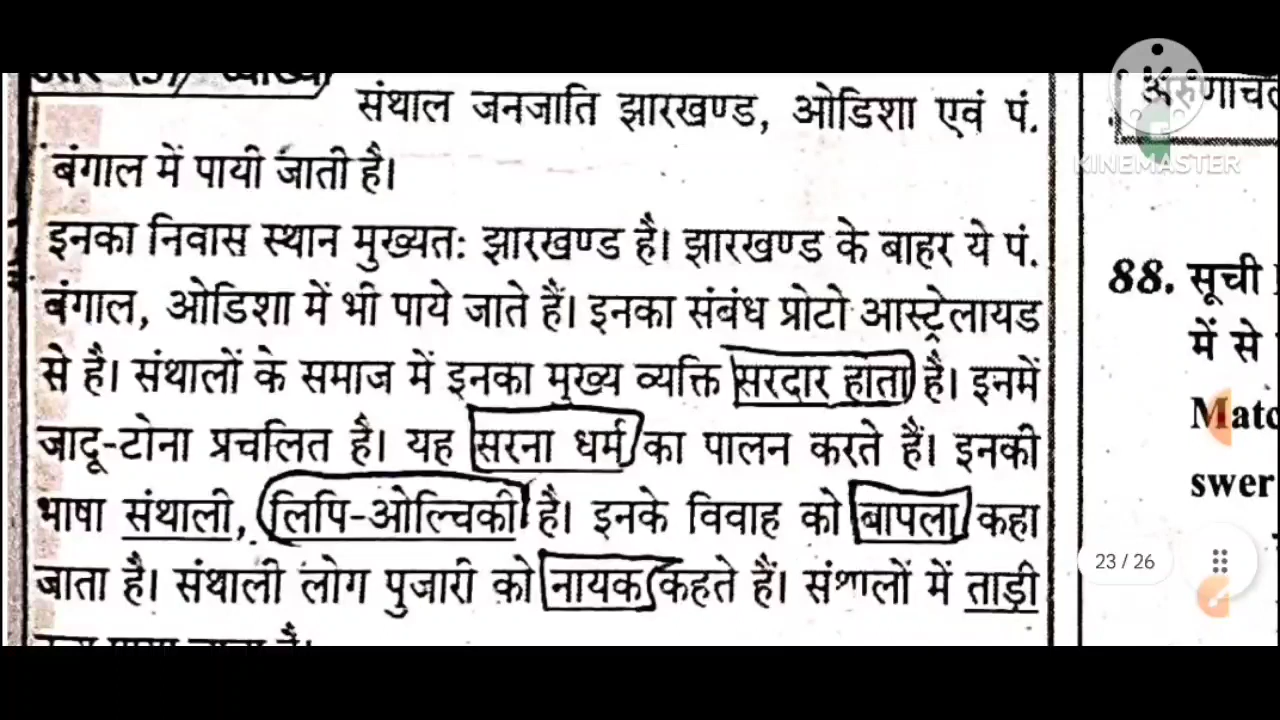 संथाल जनजाति झारखण्ड, ओडिशा एवं पं.
बंगाल में पायी जाती है।
इनका निवास स्थान मुख्यतः झारखण्ड है। झारखण्ड के बाहर ये पं.
बंगाल, ओडिशा में भी पाये जाते हैं। इनका संबंध प्रोटो आस्ट्रेलायड
से है। संथालों के समाज में इनका मुख्य व्यक्ति सरदार होता है। इनमें
जादू-टोना प्रचलित है। यह सरना धर्म का पालन करते हैं। इनकी
भाषा संथाली, लिपि-ओल्चिकी है। इनके विवाह को बापला कहा
जाता है। संथाली लोग पुजारी को नायक कहते हैं। संथालों में ताड़ी
KINEMASTER
88. सूची
में से
swer
23 / 26